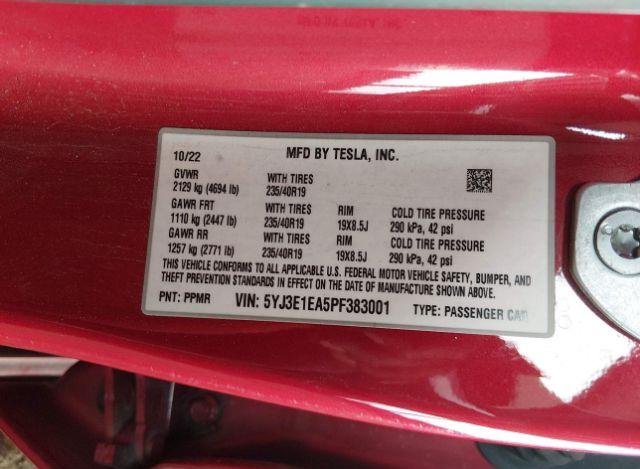 10/22 MFD BY TESLA, INC.
GVWR WITH TIRES
2129 kg (4694 lb) 235/40R19
GAWR FRT WITH TIRES RIM COLD TIRE PRESSURE
1110 kg (2447 lb) 235/40R19 19X8.5J 290 kPa, 42 psi
GAWR RR WITH TIRES RIM COLD TIRE PRESSURE
1257 kg (2771 lb) 235/40R19 19X8.5J 290 kPa, 42 psi
THIS VEHICLE CONFORMS TO ALL APPLICABLE U.S. FEDERAL MOTOR VEHICLE SAFETY, BUMPER, AND
THEFT PREVENTION STANDARDS IN EFFECT ON THE DATE OF MANUFACTURE SHOWN ABOVE.
PNT: PPMR VIN: 5YJ3E1EA5PF383001 TYPE: PASSENGER CAR